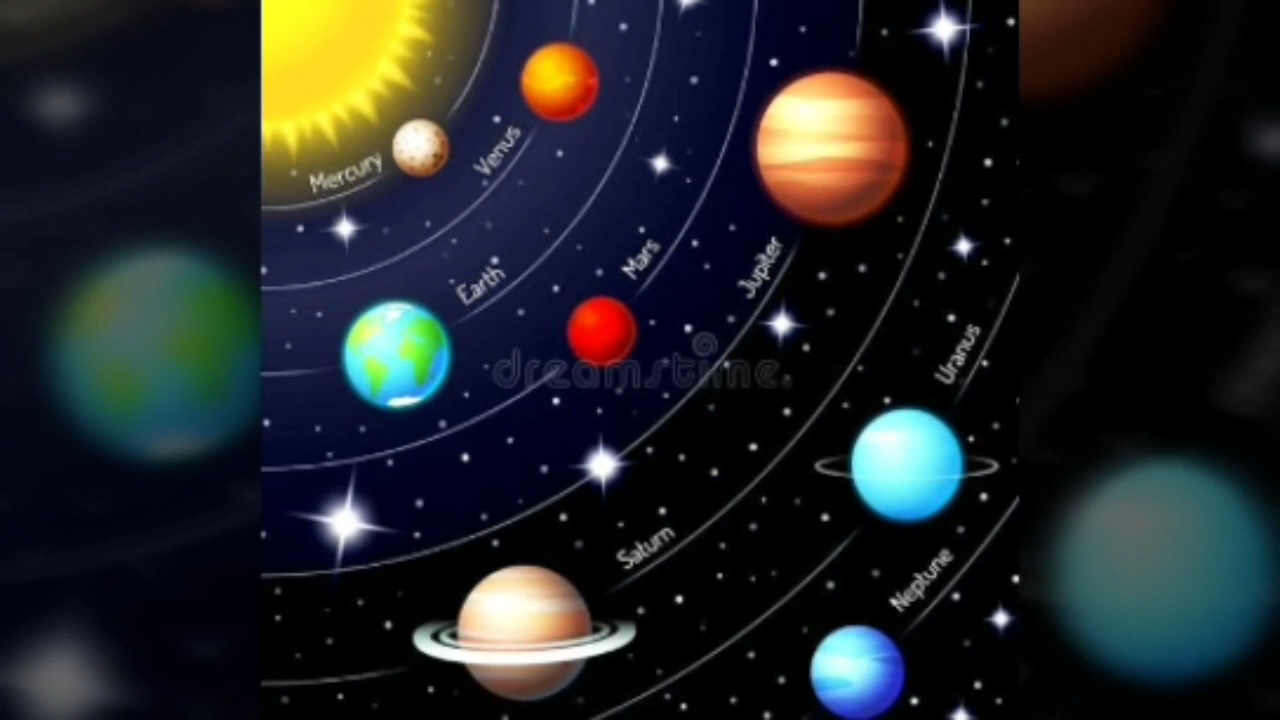 Mercury
Venus
Earth
Mars
Jupiter
Saturn
Uranus
Neptune
dreamstime.